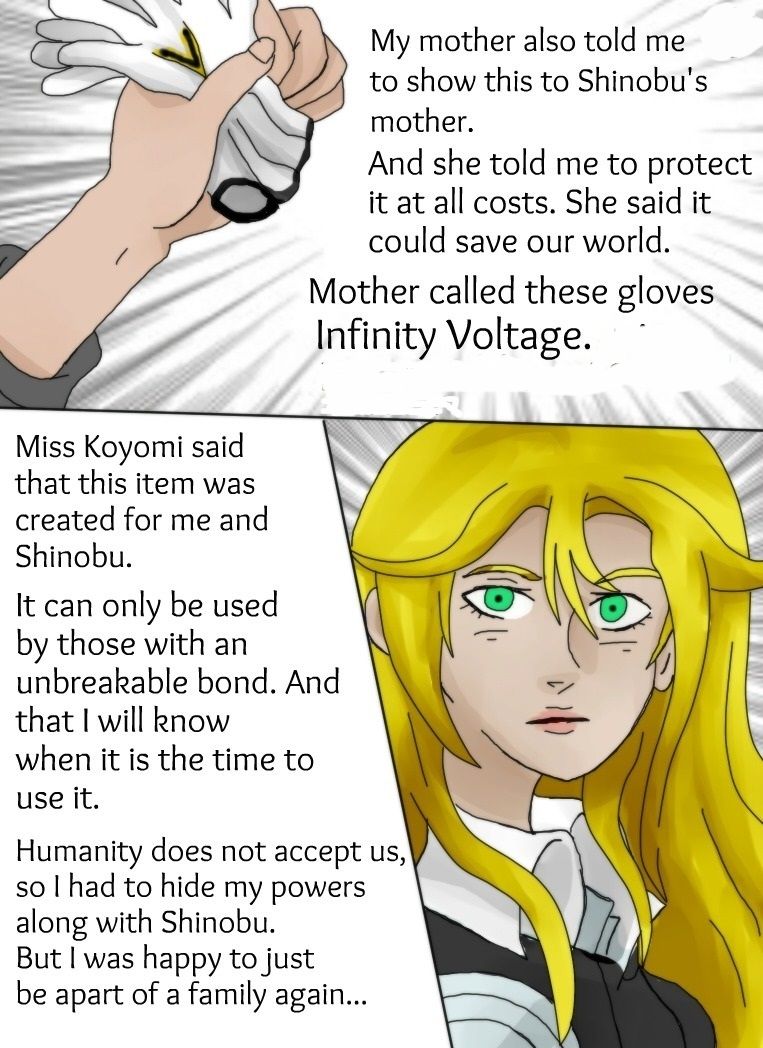 My mother also told me
to show this to Shinobu's
mother.
And she told me to protect
it at all costs. She said it
could save our world.
Mother called these gloves
Infinity Voltage.
Miss Koyomi said
that this item was
created for me and
Shinobu.
It can only be used
by those with an
unbreakable bond. And
that I will know
when it is the time to
use it.
Humanity does not accept us,
so I had to hide my powers
along with Shinobu.
But I was happy to just
be apart of a family again...
V